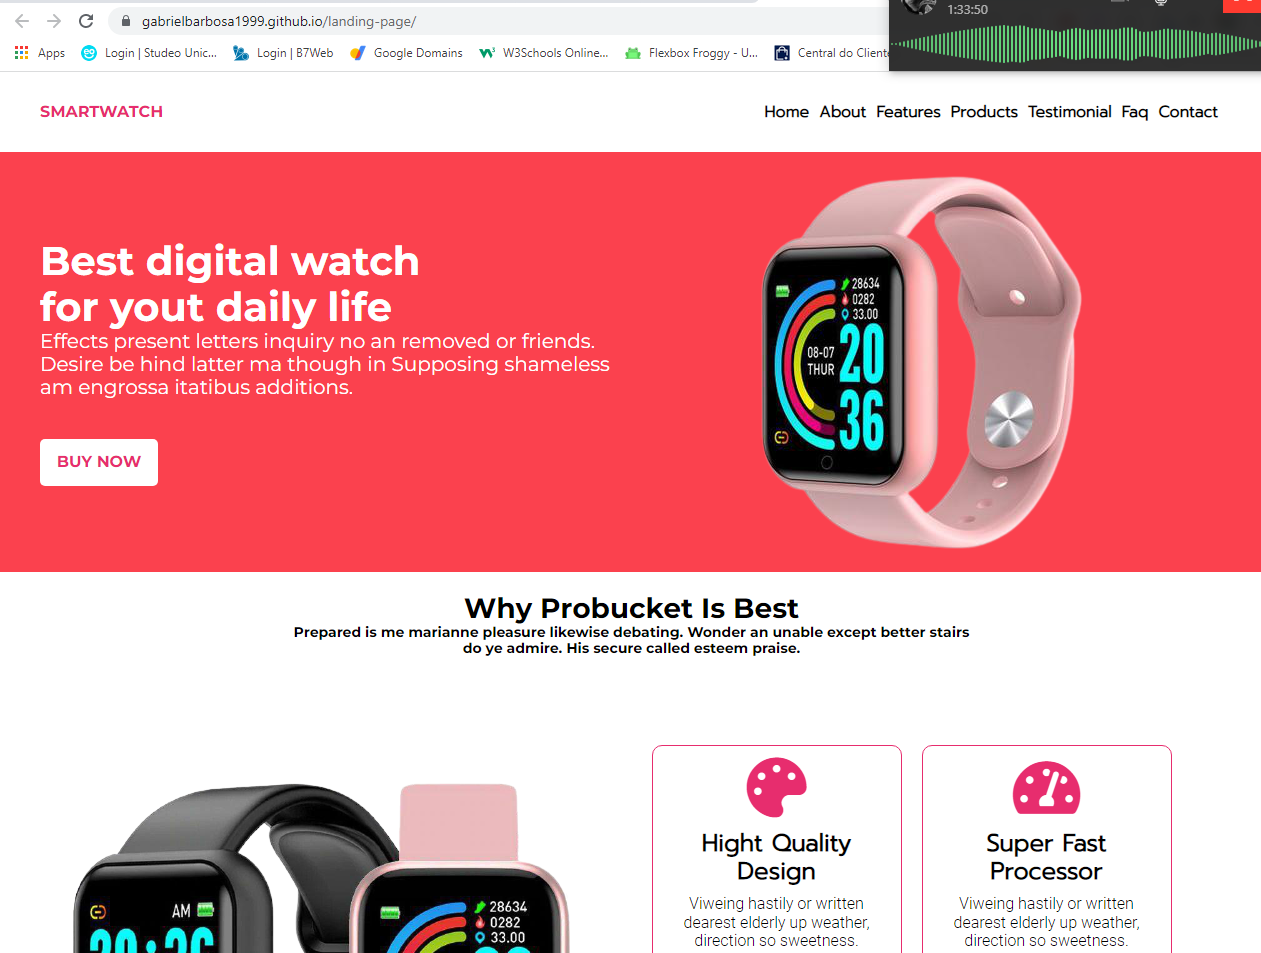 gabrielbarbosa1999.github.io/landing-page/
1:33:50
Apps
Login | Studeo Unic...
Login | B7Web
Google Domains
W3Schools Online...
Flexbox Froggy - U...
Central do Cliente
SMARTWATCH
Home About Features Products Testimonial Faq Contact
Best digital watch
for yout daily life
Effects present letters inquiry no an removed or friends.
Desire be hind latter ma though in Supposing shameless
am engrossa itatibus additions.
BUY NOW
28634
0282
33.00
08-07
THUR
20
36
Why Probucket Is Best
Prepared is me marianne pleasure likewise debating. Wonder an unable except better stairs
do ye admire. His secure called esteem praise.
AM
28634
0282
33.00
Hight Quality
Design
Viweing hastily or written
dearest elderly up weather,
direction so sweetness.
Super Fast
Processor
Viweing hastily or written
dearest elderly up weather,
direction so sweetness.